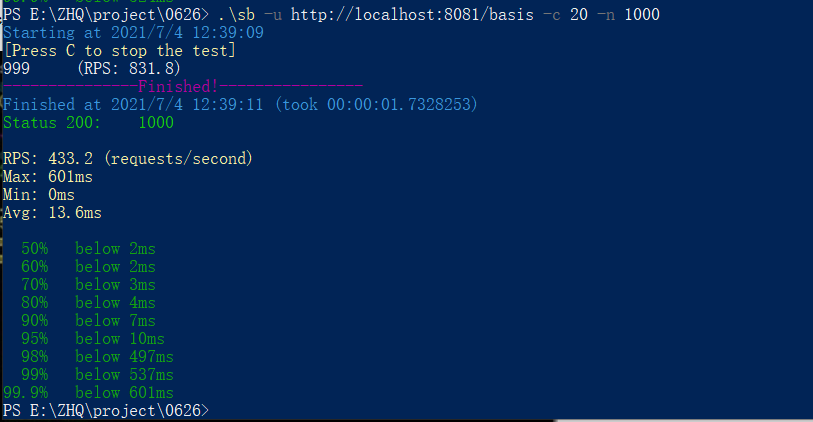 PS E:\ZHQ\project\0626> .\sb -u http://localhost:8081/basis -c 20 -n 1000
Starting at 2021/7/4 12:39:09
[Press C to stop the test]
999     (RPS: 831.8)
---------------Finished!----------------
Finished at 2021/7/4 12:39:11 (took 00:00:01.7328253)
Status 200:    1000

RPS: 433.2 (requests/second)
Max: 601ms
Min: 0ms
Avg: 13.6ms

  50%   below 2ms
  60%   below 2ms
  70%   below 3ms
  80%   below 4ms
  90%   below 7ms
  95%   below 10ms
  98%   below 497ms
  99%   below 537ms
99.9%   below 601ms
PS E:\ZHQ\project\0626>